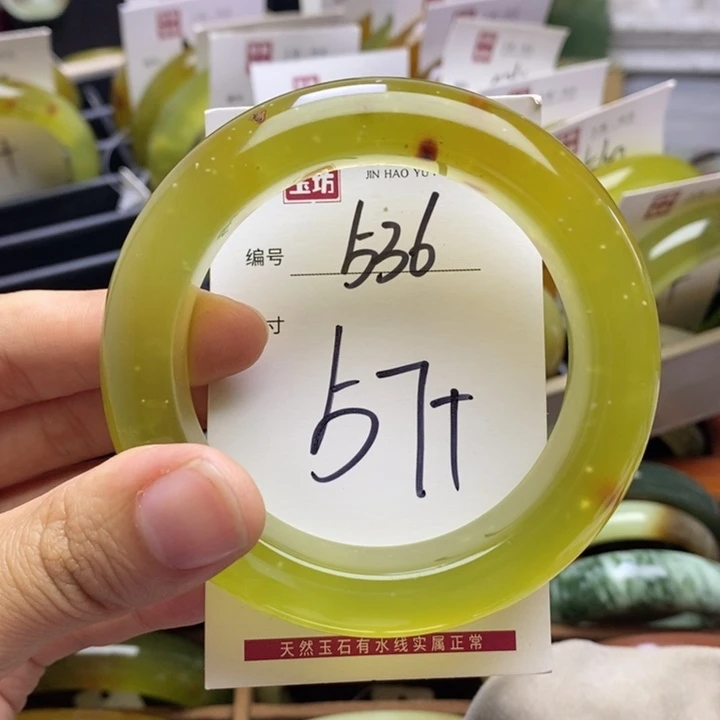 玉坊
JIN HAO YU
编号 536
寸
57+
天然玉石有水线实属正常